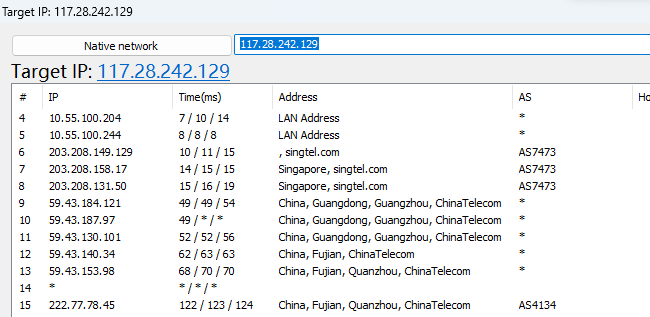 Target IP: 117.28.242.129
Native network 117.28.242.129
Target IP: 117.28.242.129
# IP Time(ms) Address AS Ho
4 10.55.100.204 7 / 10 / 14 LAN Address *
5 10.55.100.244 8 / 8 / 8 LAN Address *
6 203.208.149.129 10 / 11 / 15 , singtel.com AS7473
7 203.208.158.17 14 / 15 / 15 Singapore, singtel.com AS7473
8 203.208.131.50 15 / 16 / 19 Singapore, singtel.com AS7473
9 59.43.184.121 49 / 49 / 54 China, Guangdong, Guangzhou, ChinaTelecom *
10 59.43.187.97 49 / * / * China, Guangdong, Guangzhou, ChinaTelecom *
11 59.43.130.101 52 / 52 / 56 China, Guangdong, Guangzhou, ChinaTelecom *
12 59.43.140.34 62 / 63 / 63 China, Fujian, ChinaTelecom *
13 59.43.153.98 68 / 70 / 70 China, Fujian, Quanzhou, ChinaTelecom *
14 * * / * / *
15 222.77.78.45 122 / 123 / 124 China, Fujian, Quanzhou, ChinaTelecom AS4134